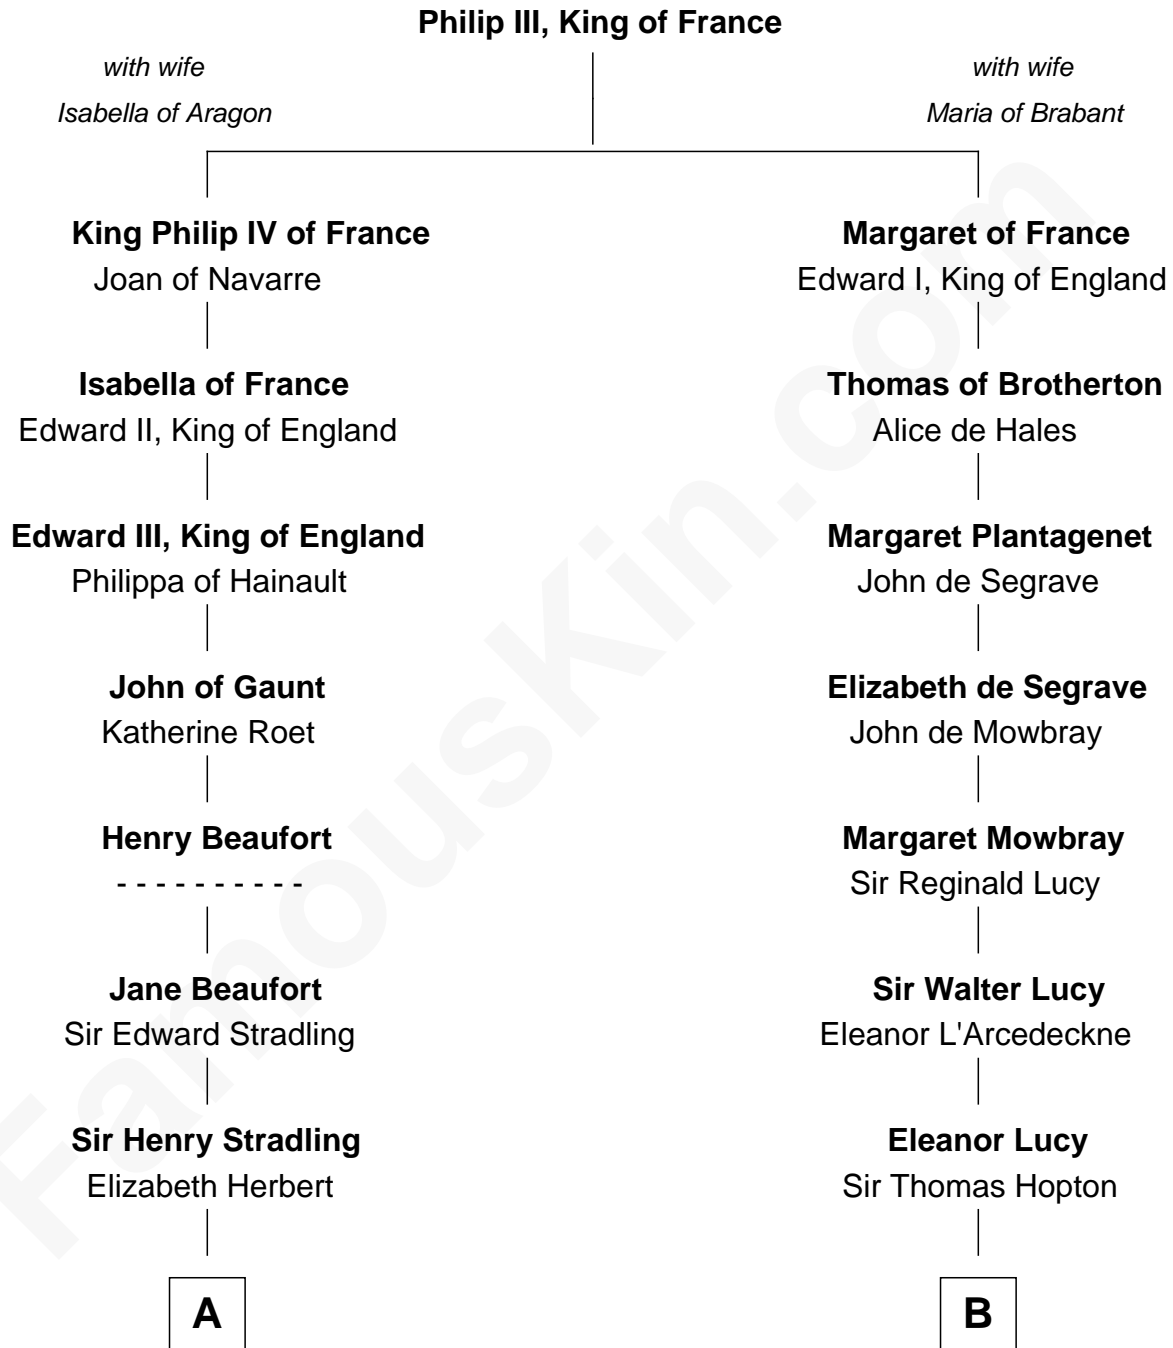 Philip III, King of France
with wife
Isabella of Aragon
with wife
Maria of Brabant
King Philip IV of France
Joan of Navarre
Margaret of France
Edward I, King of England
Isabella of France
Edward II, King of England
Thomas of Brotherton
Alice de Hales
Edward III, King of England
Philippa of Hainault
Margaret Plantagenet
John de Segrave
John of Gaunt
Katherine Roet
Elizabeth de Segrave
John de Mowbray
Henry Beaufort
- - - - - - - - - -
Margaret Mowbray
Sir Reginald Lucy
Jane Beaufort
Sir Edward Stradling
Sir Walter Lucy
Eleanor L'Arcedeckne
Sir Henry Stradling
Elizabeth Herbert
Eleanor Lucy
Sir Thomas Hopton
A
B
FamousKin.com